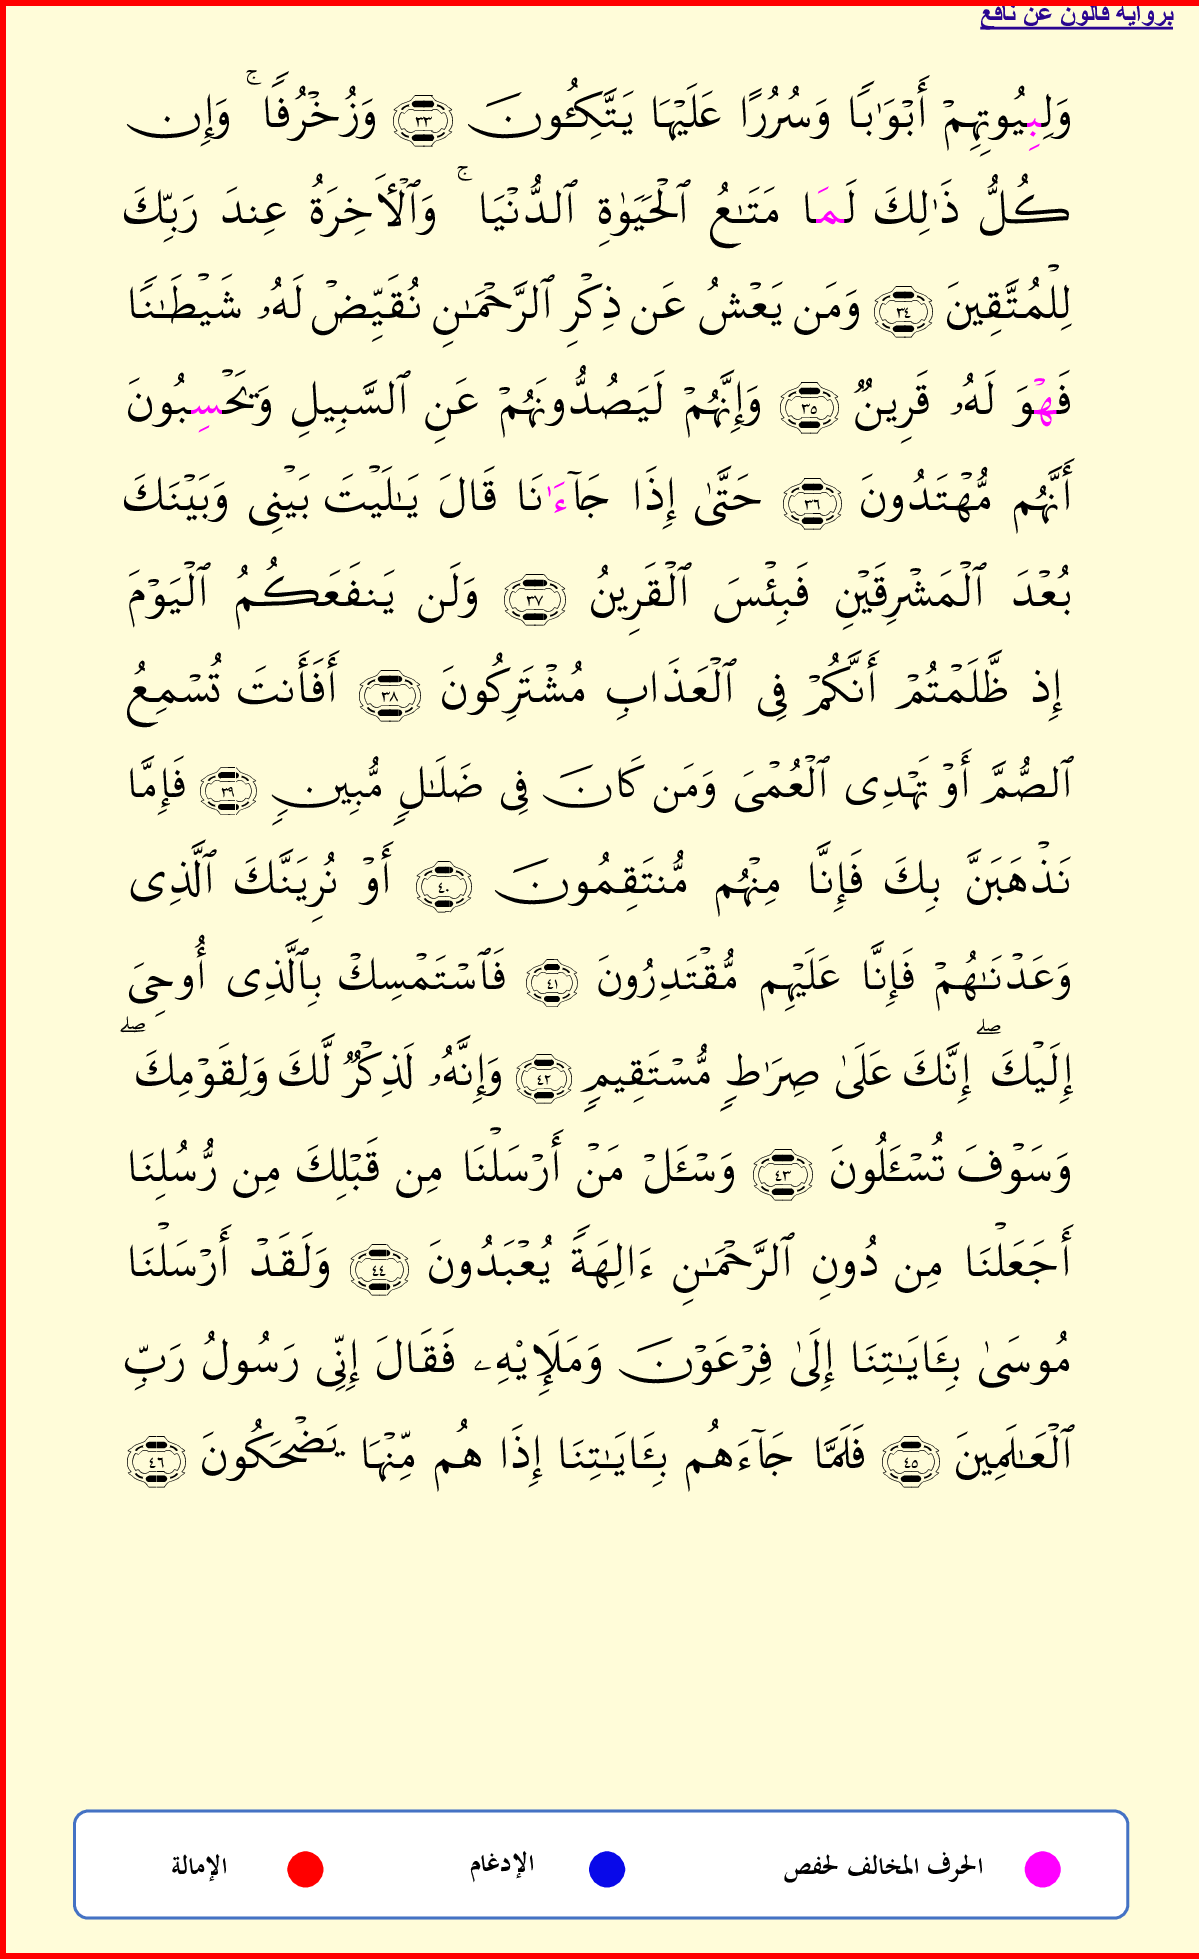 برواية قالون عن نافع
وَلِبِيُوتِهِمْ أَبْوَٰبًا وَسُرُرًا عَلَيْهَا يَتَّكِـُٔونَ ٣٣ وَزُخْرُفًا ۚ وَإِن
كُلُّ ذَٰلِكَ لَمَا مَتَـٰعُ ٱلْحَيَوٰةِ ٱلدُّنْيَا ۚ وَٱلْأَخِرَةُ عِندَ رَبِّكَ
لِلْمُتَّقِينَ ٣٤ وَمَن يَعْشُ عَن ذِكْرِ ٱلرَّحْمَـٰنِ نُقَيِّضْ لَهُۥ شَيْطَـٰنًا
فَهْوَ لَهُۥ قَرِينٌ ٣٥ وَإِنَّهُمْ لَيَصُدُّونَهُمْ عَنِ ٱلسَّبِيلِ وَيَحْسِبُونَ
أَنَّهُم مُّهْتَدُونَ ٣٦ حَتَّىٰ إِذَا جَآءَٰنَا قَالَ يَـٰلَيْتَ بَيْنِى وَبَيْنَكَ
بُعْدَ ٱلْمَشْرِقَيْنِ فَبِئْسَ ٱلْقَرِينُ ٣٧ وَلَن يَنفَعَكُمُ ٱلْيَوْمَ
إِذ ظَّلَمْتُمْ أَنَّكُمْ فِى ٱلْعَذَابِ مُشْتَرِكُونَ ٣٨ أَفَأَنتَ تُسْمِعُ
ٱلصُّمَّ أَوْ تَهْدِى ٱلْعُمْىَ وَمَن كَانَ فِى ضَلَـٰلٍ مُّبِينٍ ٣٩ فَإِمَّا
نَذْهَبَنَّ بِكَ فَإِنَّا مِنْهُم مُّنتَقِمُونَ ٤٠ أَوْ نُرِيَنَّكَ ٱلَّذِى
وَعَدْنَـٰهُمْ فَإِنَّا عَلَيْهِم مُّقْتَدِرُونَ ٤١ فَٱسْتَمْسِكْ بِٱلَّذِى أُوحِىَ
إِلَيْكَ ۖ إِنَّكَ عَلَىٰ صِرَٰطٍ مُّسْتَقِيمٍ ٤٢ وَإِنَّهُۥ لَذِكْرٌ لَّكَ وَلِقَوْمِكَ ۖ
وَسَوْفَ تُسْـَٔلُونَ ٤٣ وَسْـَٔلْ مَنْ أَرْسَلْنَا مِن قَبْلِكَ مِن رُّسُلِنَا
أَجَعَلْنَا مِن دُونِ ٱلرَّحْمَـٰنِ ءَالِهَةً يُعْبَدُونَ ٤٤ وَلَقَدْ أَرْسَلْنَا
مُوسَىٰ بِـَٔايَـٰتِنَا إِلَىٰ فِرْعَوْنَ وَمَلَإِي۟هِۦ فَقَالَ إِنِّى رَسُولُ رَبِّ
ٱلْعَـٰلَمِينَ ٤٥ فَلَمَّا جَآءَهُم بِـَٔايَـٰتِنَا إِذَا هُم مِّنْهَا يَضْحَكُونَ ٤٦
الحرف المخالف لحفص الإدغام الإمالة